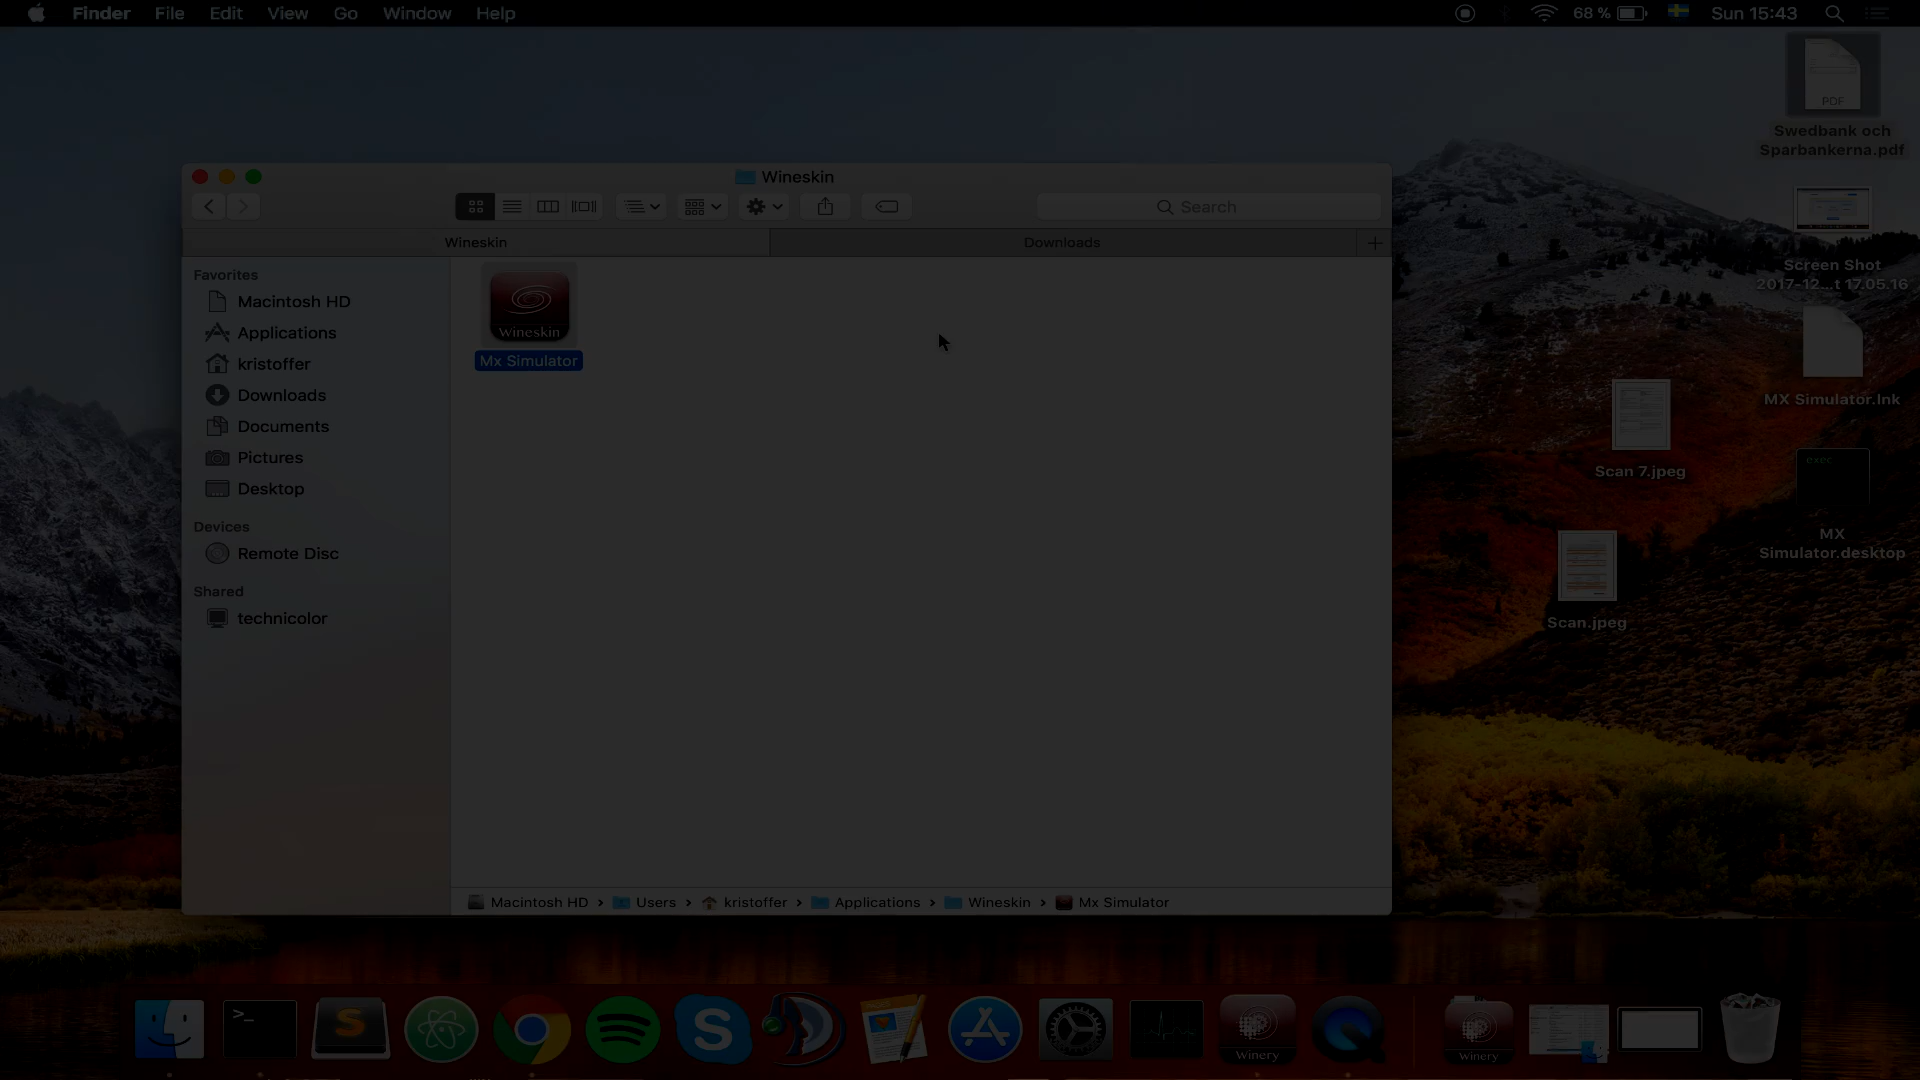 Finder File Edit View Go Window Help
68 % Sun 15:43
Wineskin
Search
Wineskin
Downloads
Favorites
Macintosh HD
Applications
kristoffer
Downloads
Documents
Pictures
Desktop
Devices
Remote Disc
Shared
technicolor
Wineskin
Mx Simulator
Macintosh HD › Users › kristoffer › Applications › Wineskin › Mx Simulator
PDF
Swedbank och
Sparbankerna.pdf
Screen Shot
2017-12...t 17.05.16
MX Simulator.lnk
Scan 7.jpeg
exec
MX
Simulator.desktop
Scan.jpeg
>_
S
S
Winery
Winery